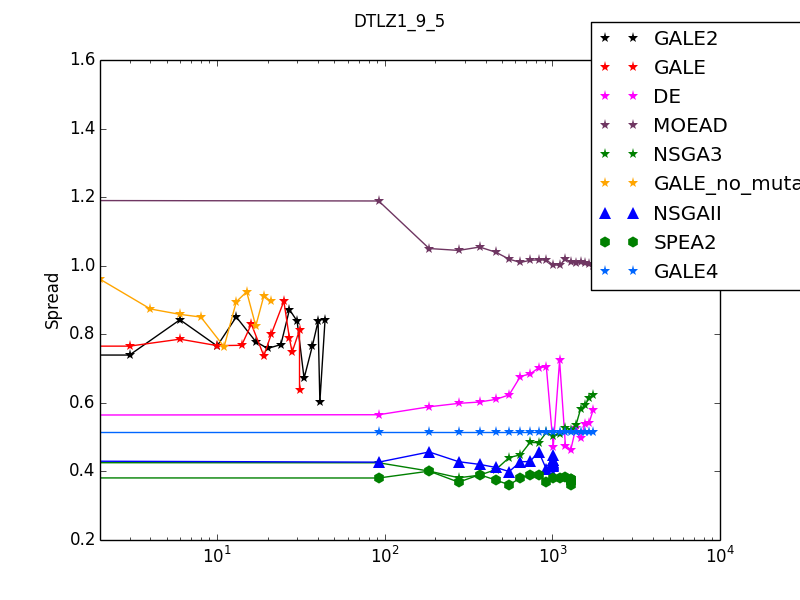 DTLZ1_9_5
GALE2
GALE
DE
MOEAD
NSGA3
GALE_no_muta
NSGAII
SPEA2
GALE4
Spread
1.6
1.4
1.2
1.0
0.8
0.6
0.4
0.2
10^1 10^2 10^3 10^4